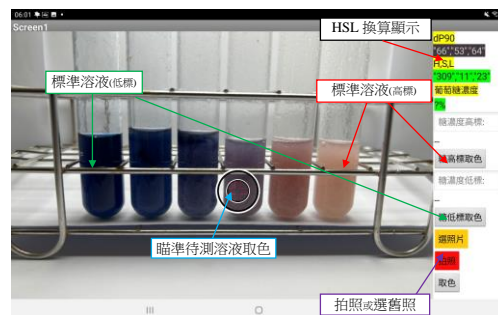 06:01
Screen1
HSL 換算顯示
dP90
"66","53","64"
H,S,L
"309","11","23"
葡萄糖濃度
?%
標準溶液(低標)
標準溶液(高標)
糖濃度高標:
糖高標取色
糖濃度低標:
糖低標取色
瞄準待測溶液取色
選照片
拍照
取色
拍照或選舊照